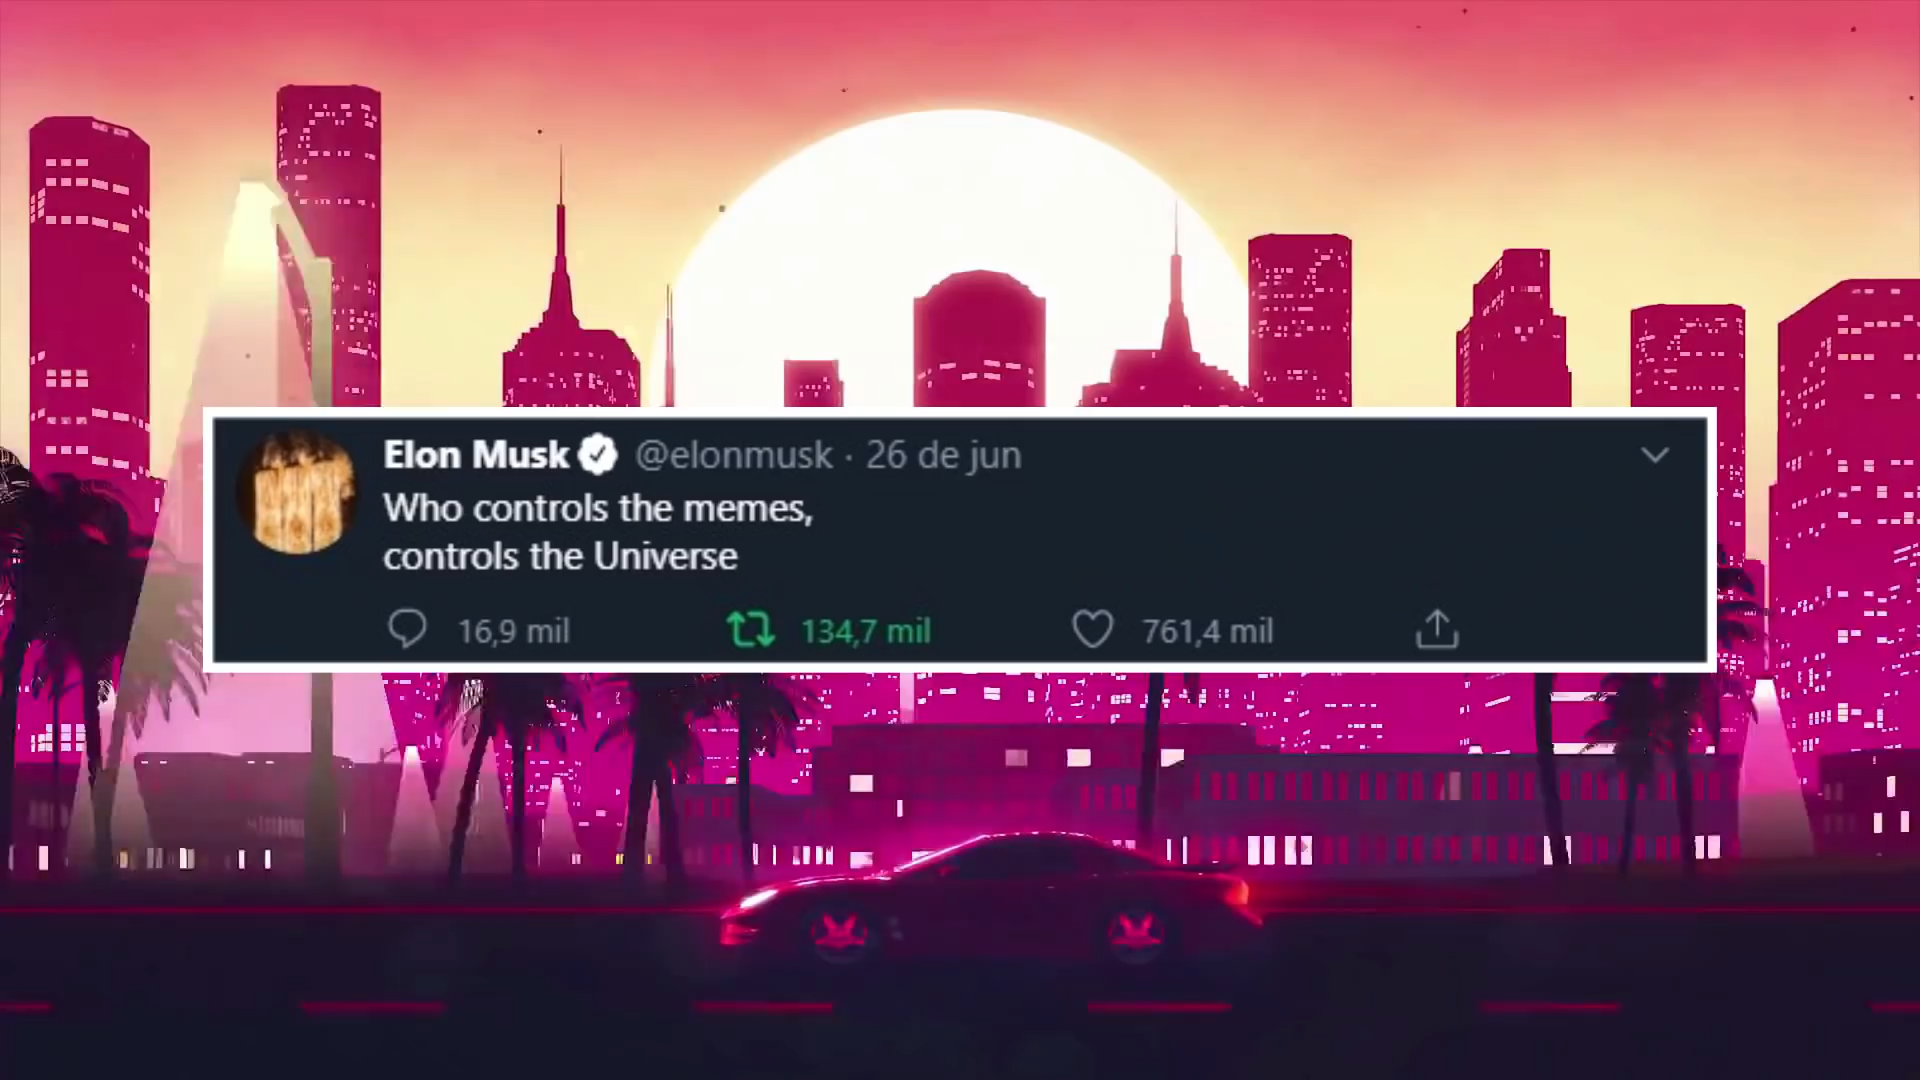 Elon Musk @elonmusk · 26 de jun
Who controls the memes,
controls the Universe
16,9 mil 134,7 mil 761,4 mil